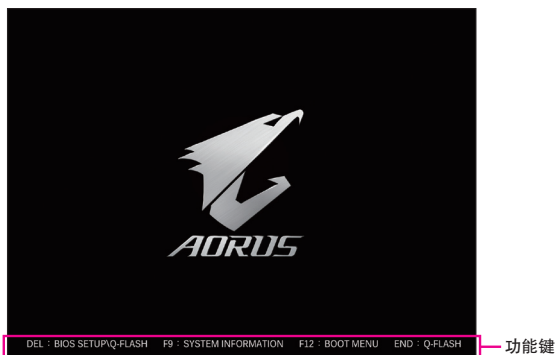 AORUS
DEL : BIOS SETUP\Q-FLASH F9 : SYSTEM INFORMATION F12 : BOOT MENU END : Q-FLASH
功能键